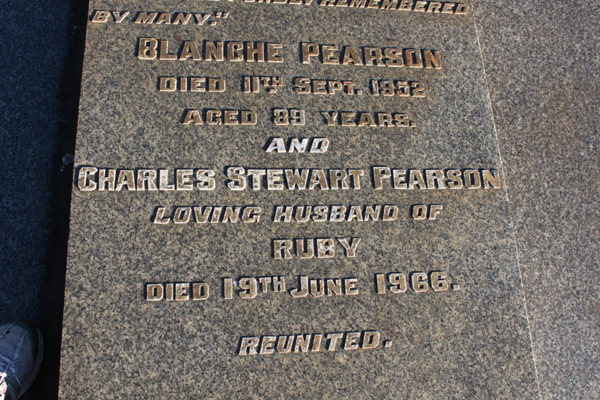 REMEMBERED
BY MANY."
BLANCHE PEARSON
DIED 11TH SEPT. 1952
AGED 89 YEARS.
AND
CHARLES STEWART PEARSON
LOVING HUSBAND OF
RUBY
DIED 19TH JUNE 1966.
REUNITED.